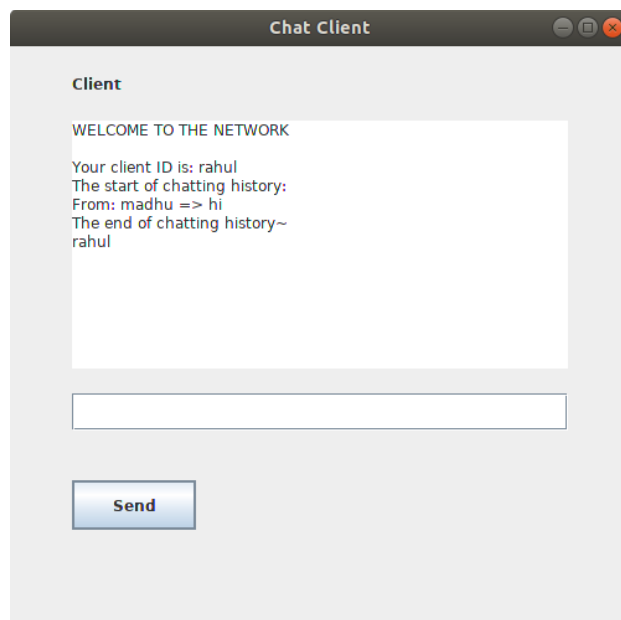 Chat Client
Client
WELCOME TO THE NETWORK
Your client ID is: rahul
The start of chatting history:
From: madhu => hi
The end of chatting history~
rahul
Send